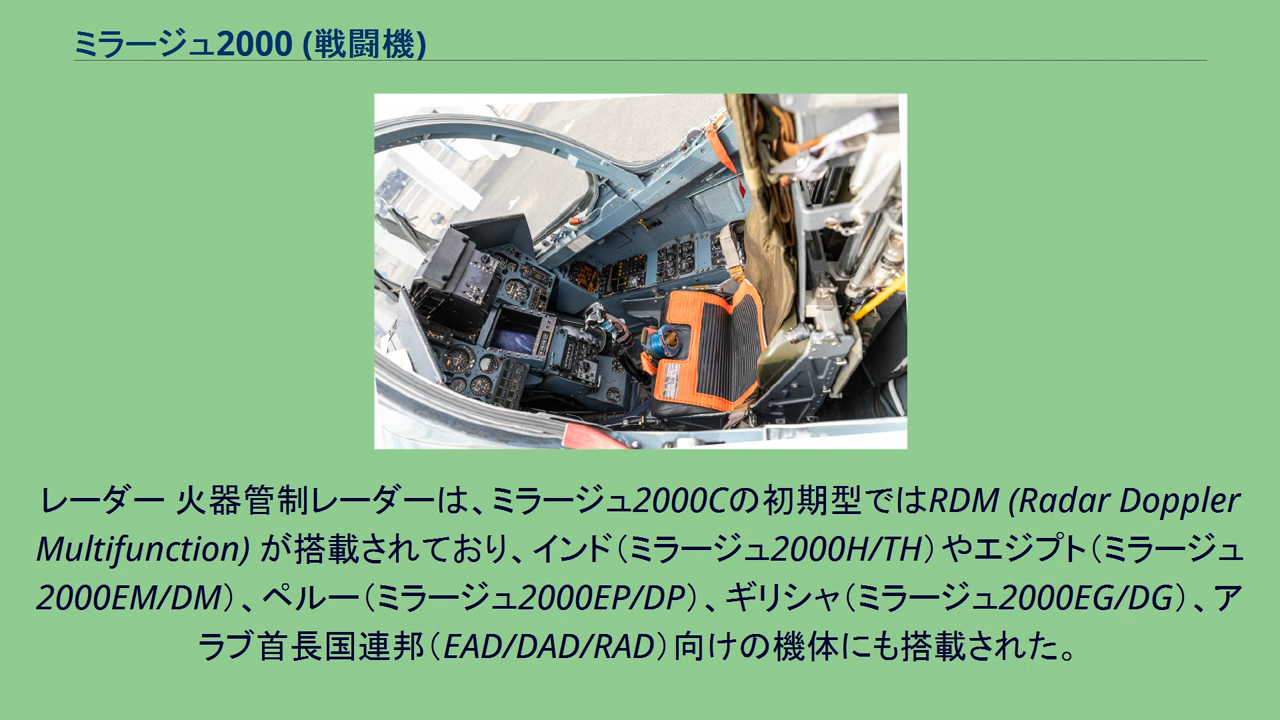 ミラージュ2000 (戦闘機)
レーダー 火器管制レーダーは、ミラージュ2000Cの初期型ではRDM (Radar Doppler
Multifunction) が搭載されており、インド（ミラージュ2000H/TH）やエジプト（ミラージュ
2000EM/DM）、ペルー（ミラージュ2000EP/DP）、ギリシャ（ミラージュ2000EG/DG）、ア
ラブ首長国連邦（EAD/DAD/RAD）向けの機体にも搭載された。